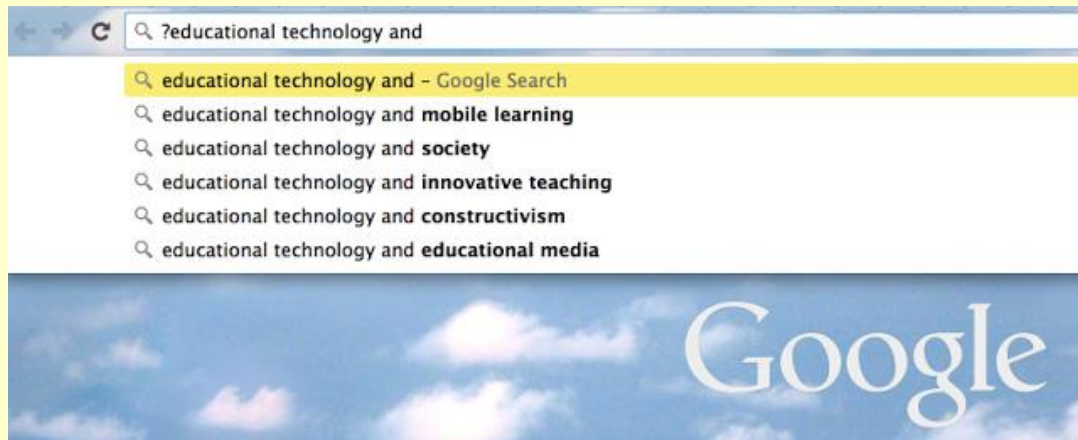 ?educational technology and
educational technology and – Google Search
educational technology and mobile learning
educational technology and society
educational technology and innovative teaching
educational technology and constructivism
educational technology and educational media
Google